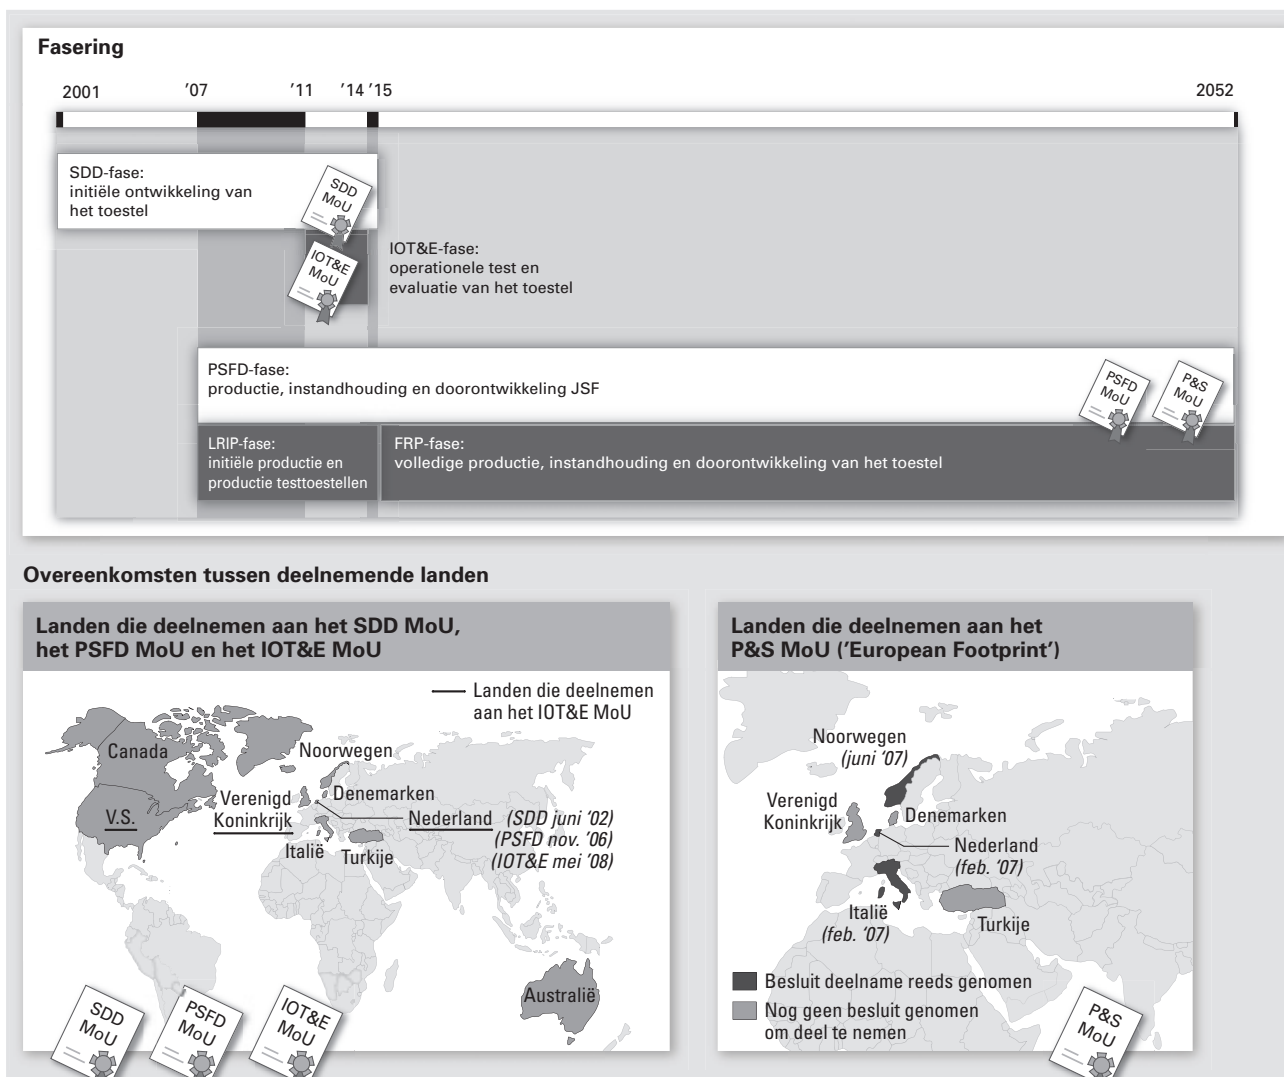 Fasering
2001
'07
'11
'14
'15
2052
SDD-fase:
initiële ontwikkeling van
het toestel
SDD
MoU
IOT&E
MoU
IOT&E-fase:
operationele test en
evaluatie van het toestel
PSFD-fase:
productie, instandhouding en doorontwikkeling JSF
PSFD
MoU
P&S
MoU
LRIP-fase:
initiële productie en
productie testtoestellen
FRP-fase:
volledige productie, instandhouding en doorontwikkeling van het toestel
Overeenkomsten tussen deelnemende landen
Landen die deelnemen aan het SDD MoU,
het PSFD MoU en het IOT&E MoU
Landen die deelnemen
aan het IOT&E MoU
Canada
Noorwegen
V.S.
Verenigd
Koninkrijk
Denemarken
Nederland (SDD juni '02)
(PSFD nov. '06)
(IOT&E mei '08)
Italië
Turkije
Australië
SDD
MoU
PSFD
MoU
IOT&E
MoU
Landen die deelnemen aan het
P&S MoU ('European Footprint')
Noorwegen
(juni '07)
Verenigd
Koninkrijk
Denemarken
Nederland
(feb. '07)
Italië
(feb. '07)
Turkije
Besluit deelname reeds genomen
Nog geen besluit genomen
om deel te nemen
P&S
MoU